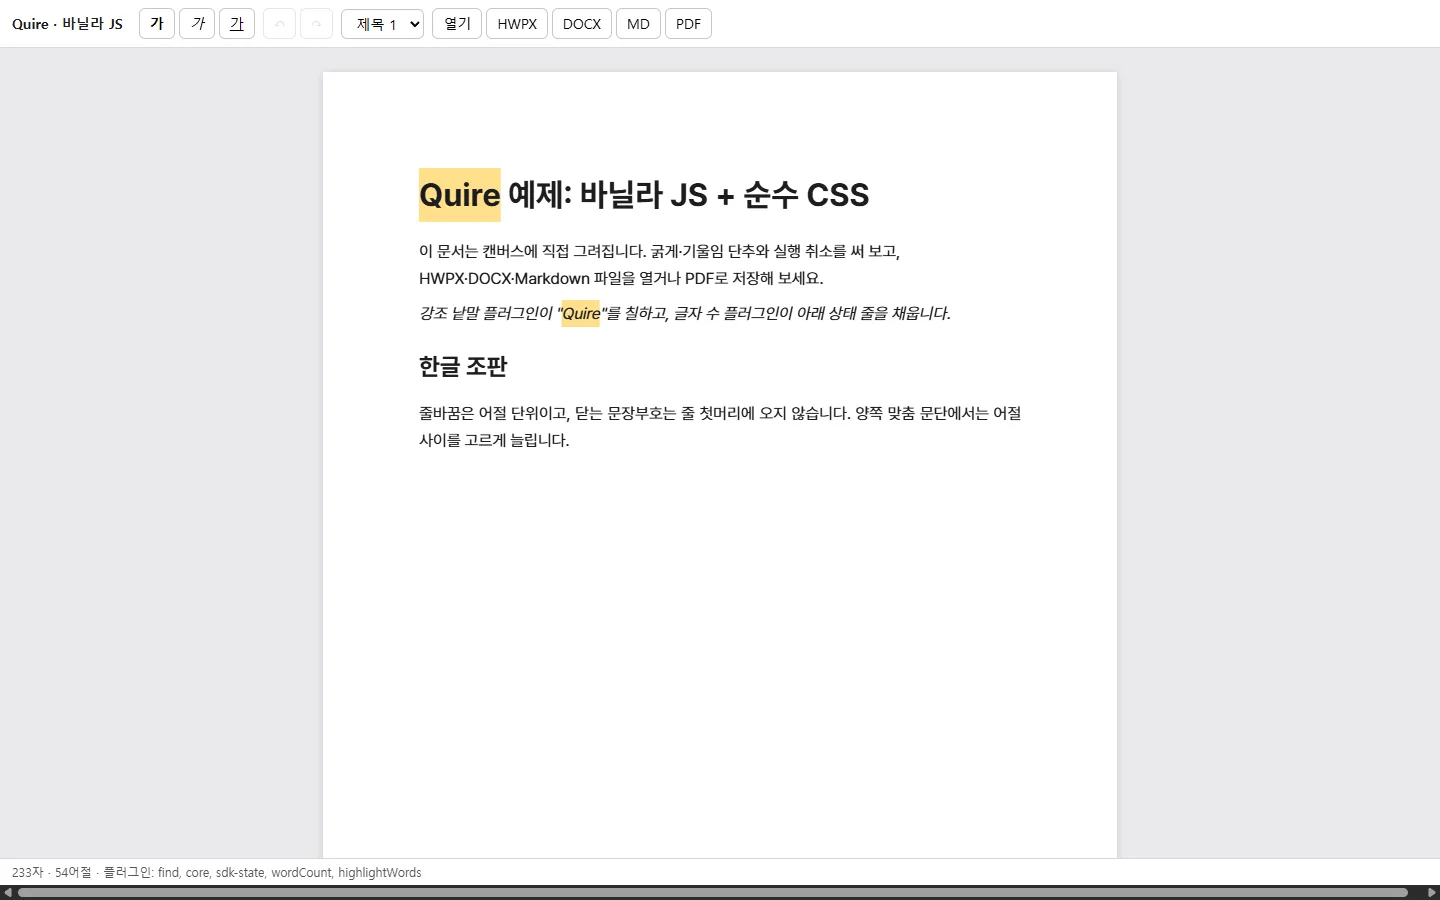 Quire · 바닐라 JS 가 가 가 제목 1 열기 HWPX DOCX MD PDF
Quire 예제: 바닐라 JS + 순수 CSS
이 문서는 캔버스에 직접 그려집니다. 굵게·기울임 단추와 실행 취소를 써 보고,
HWPX·DOCX·Markdown 파일을 열거나 PDF로 저장해 보세요.
강조 낱말 플러그인이 "Quire"를 칠하고, 글자 수 플러그인이 아래 상태 줄을 채웁니다.
한글 조판
줄바꿈은 어절 단위이고, 닫는 문장부호는 줄 첫머리에 오지 않습니다. 양쪽 맞춤 문단에서는 어절
사이를 고르게 늘립니다.
233자 · 54어절 · 플러그인: find, core, sdk-state, wordCount, highlightWords